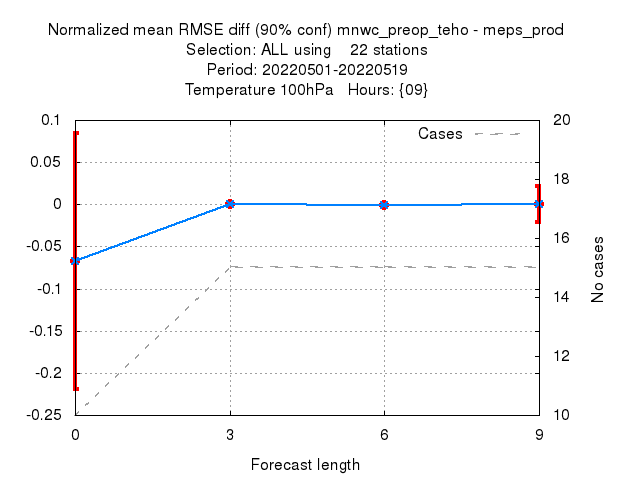 Normalized mean RMSE diff (90% conf) mnwc_preop_teho - meps_prod
Selection: ALL using    22 stations
Period: 20220501-20220519
Temperature 100hPa   Hours: {09}
Cases
0.1
0.05
0
-0.05
-0.1
-0.15
-0.2
-0.25
20
18
16
15
14
12
10
No cases
0
3
6
9
Forecast length